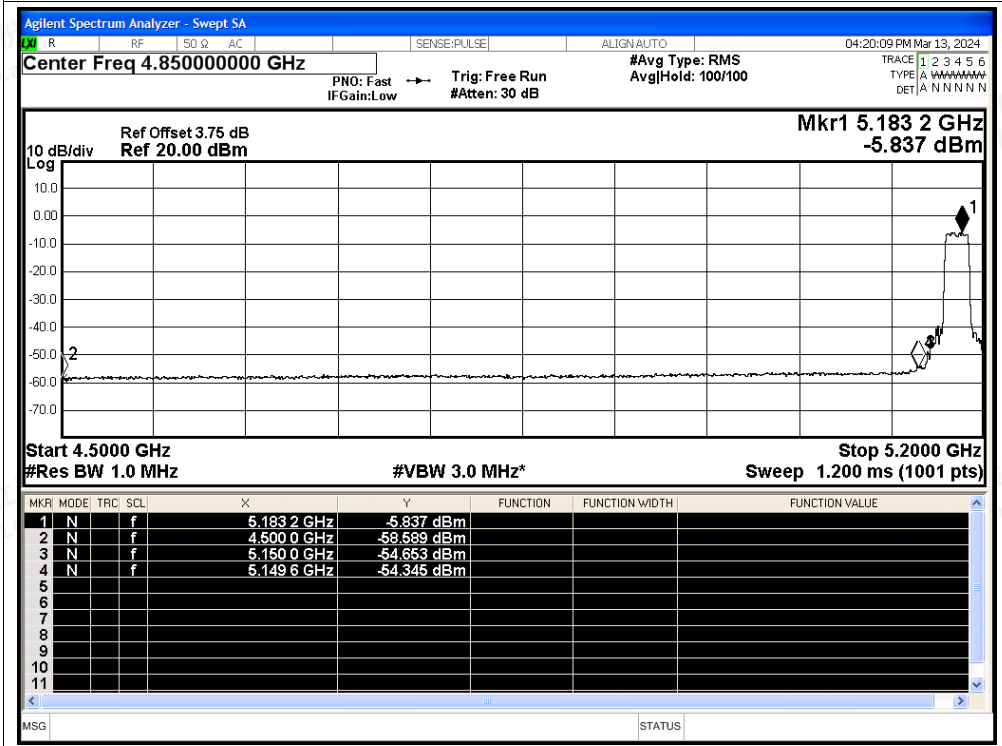 Agilent Spectrum Analyzer - Swept SA
LXI R RF 50 Ω AC SENSE:PULSE ALIGN AUTO 04:20:09 PM Mar 13, 2024
Center Freq 4.850000000 GHz #Avg Type: RMS TRACE 1 2 3 4 5 6
PNO: Fast Trig: Free Run Avg|Hold: 100/100 TYPE A WWWWW
IFGain:Low #Atten: 30 dB DET A N N N N N
Mkr1 5.183 2 GHz
Ref Offset 3.75 dB
10 dB/div Ref 20.00 dBm -5.837 dBm
Log
10.0
1
0.00
-10.0
-20.0
-30.0
-40.0
-50.0 2
-60.0
-70.0
Start 4.5000 GHz Stop 5.2000 GHz
#Res BW 1.0 MHz #VBW 3.0 MHz* Sweep 1.200 ms (1001 pts)
MKR MODE TRC SCL X Y FUNCTION FUNCTION WIDTH FUNCTION VALUE
1 N f 5.183 2 GHz -5.837 dBm
2 N f 4.500 0 GHz -58.589 dBm
3 N f 5.150 0 GHz -54.653 dBm
4 N f 5.149 6 GHz -54.345 dBm
5
6
7
8
9
10
11
MSG STATUS